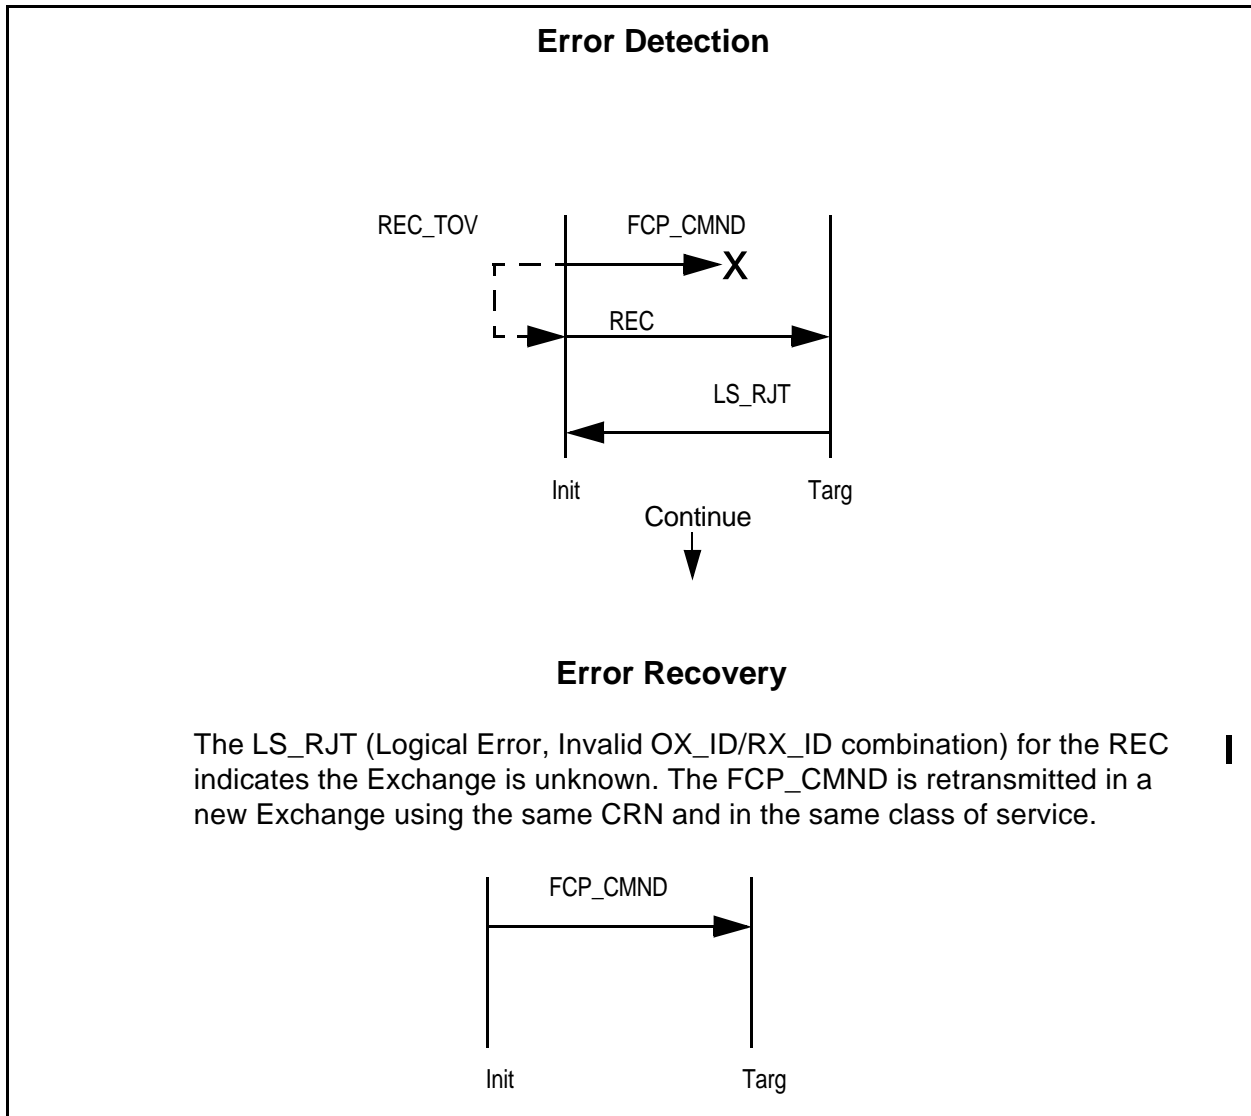 Error Detection
REC_TOV
FCP_CMND
X
REC
LS_RJT
Init
Targ
Continue
Error Recovery
The LS_RJT (Logical Error, Invalid OX_ID/RX_ID combination) for the REC
indicates the Exchange is unknown. The FCP_CMND is retransmitted in a
new Exchange using the same CRN and in the same class of service.
FCP_CMND
Init
Targ